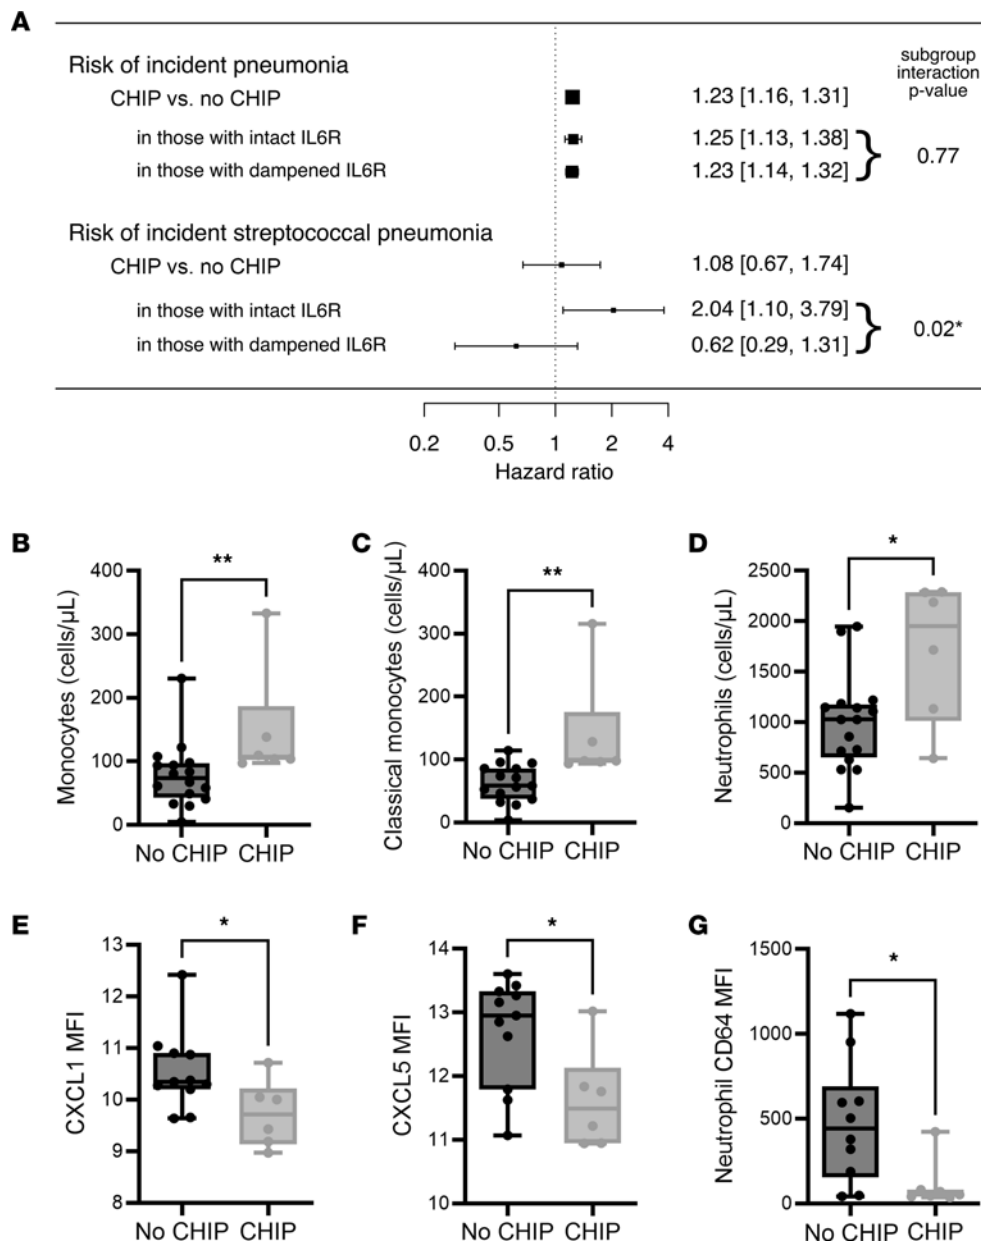 A
subgroup
interaction
p-value
Risk of incident pneumonia
CHIP vs. no CHIP 1.23 [1.16, 1.31]
in those with intact IL6R 1.25 [1.13, 1.38]
in those with dampened IL6R 1.23 [1.14, 1.32]
} 0.77
Risk of incident streptococcal pneumonia
CHIP vs. no CHIP 1.08 [0.67, 1.74]
in those with intact IL6R 2.04 [1.10, 3.79]
in those with dampened IL6R 0.62 [0.29, 1.31]
} 0.02*
0.2 0.5 1 2 4
Hazard ratio
B
**
Monocytes (cells/µL)
400
300
200
100
0
No CHIP CHIP
C
**
Classical monocytes (cells/µL)
400
300
200
100
0
No CHIP CHIP
D
*
Neutrophils (cells/µL)
2500
2000
1500
1000
500
0
No CHIP CHIP
E
*
CXCL1 MFI
13
12
11
10
9
8
No CHIP CHIP
F
*
CXCL5 MFI
14
13
12
11
10
No CHIP CHIP
G
*
Neutrophil CD64 MFI
1500
1000
500
0
No CHIP CHIP